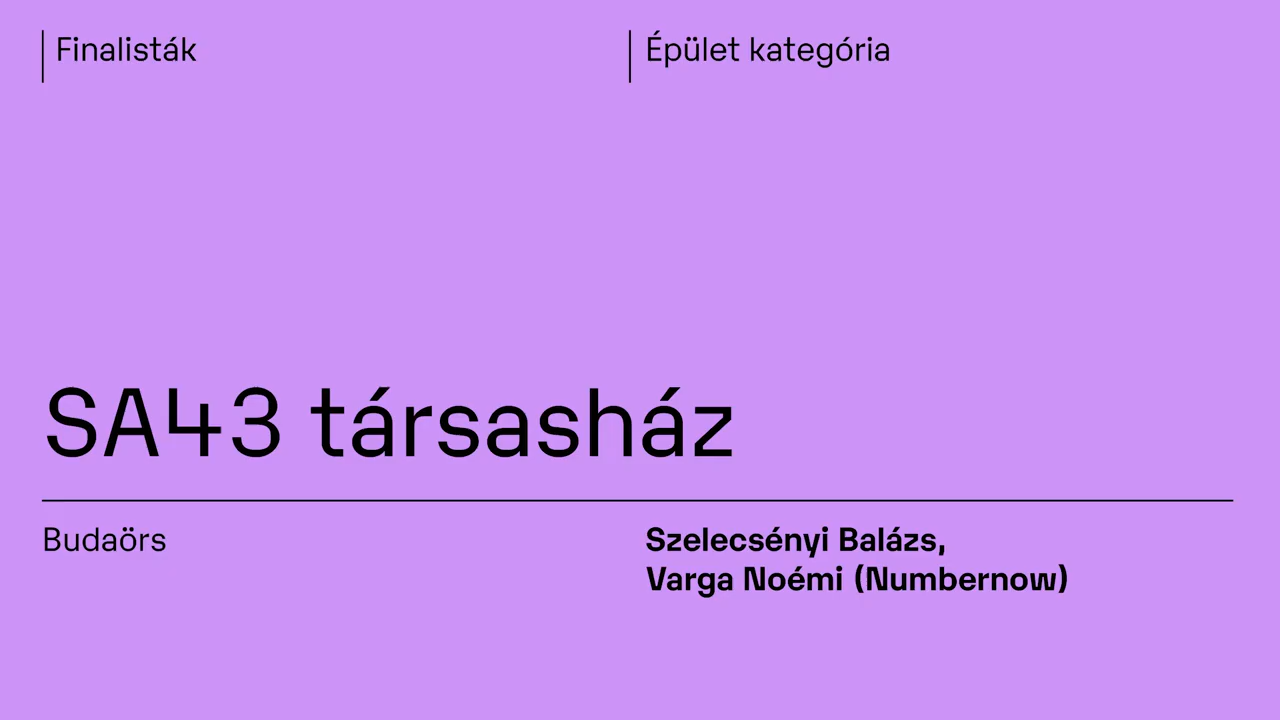 Finalisták
Épület kategória
SA43 társasház
Budaörs
Szelecsényi Balázs,
Varga Noémi (Numbernow)